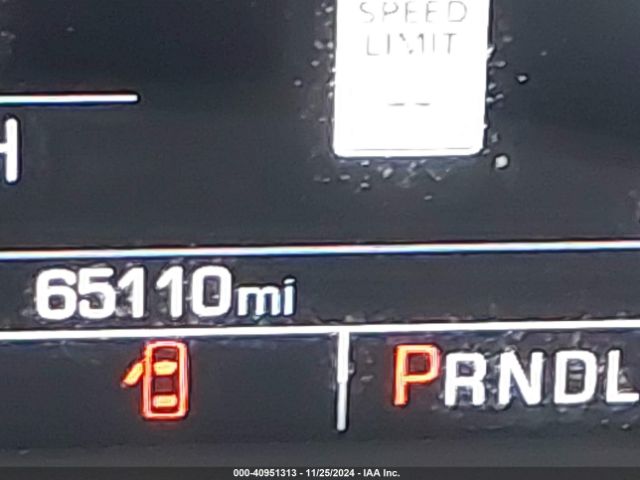 SPEED
LIMIT
--
H
65110mi
PRNDL
000-40951313 - 11/25/2024 - IAA Inc.